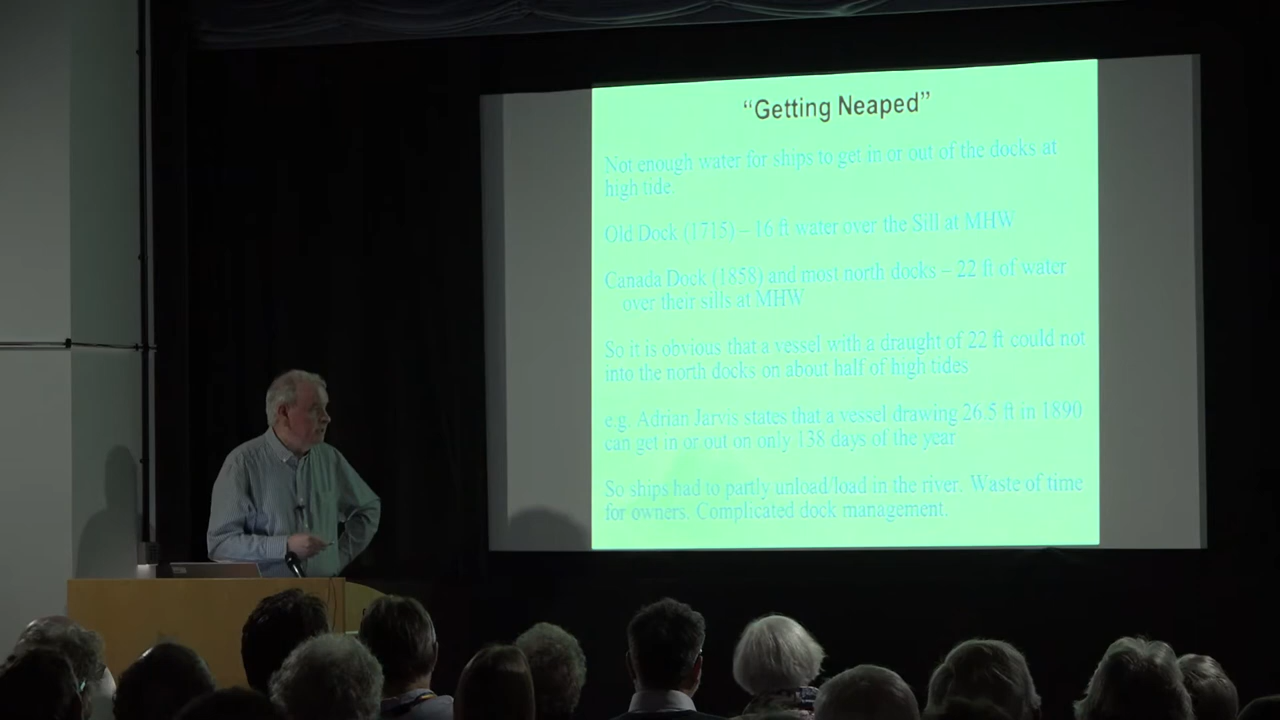 “Getting Neaped”
Not enough water for ships to get in or out of the docks at
high tide.
Old Dock (1715) – 16 ft water over the Sill at MHW
Canada Dock (1858) and most north docks – 22 ft of water
over their sills at MHW
So it is obvious that a vessel with a draught of 22 ft could not
into the north docks on about half of high tides
e.g. Adrian Jarvis states that a vessel drawing 26.5 ft in 1890
can get in or out on only 138 days of the year
So ships had to partly unload/load in the river. Waste of time
for owners. Complicated dock management.